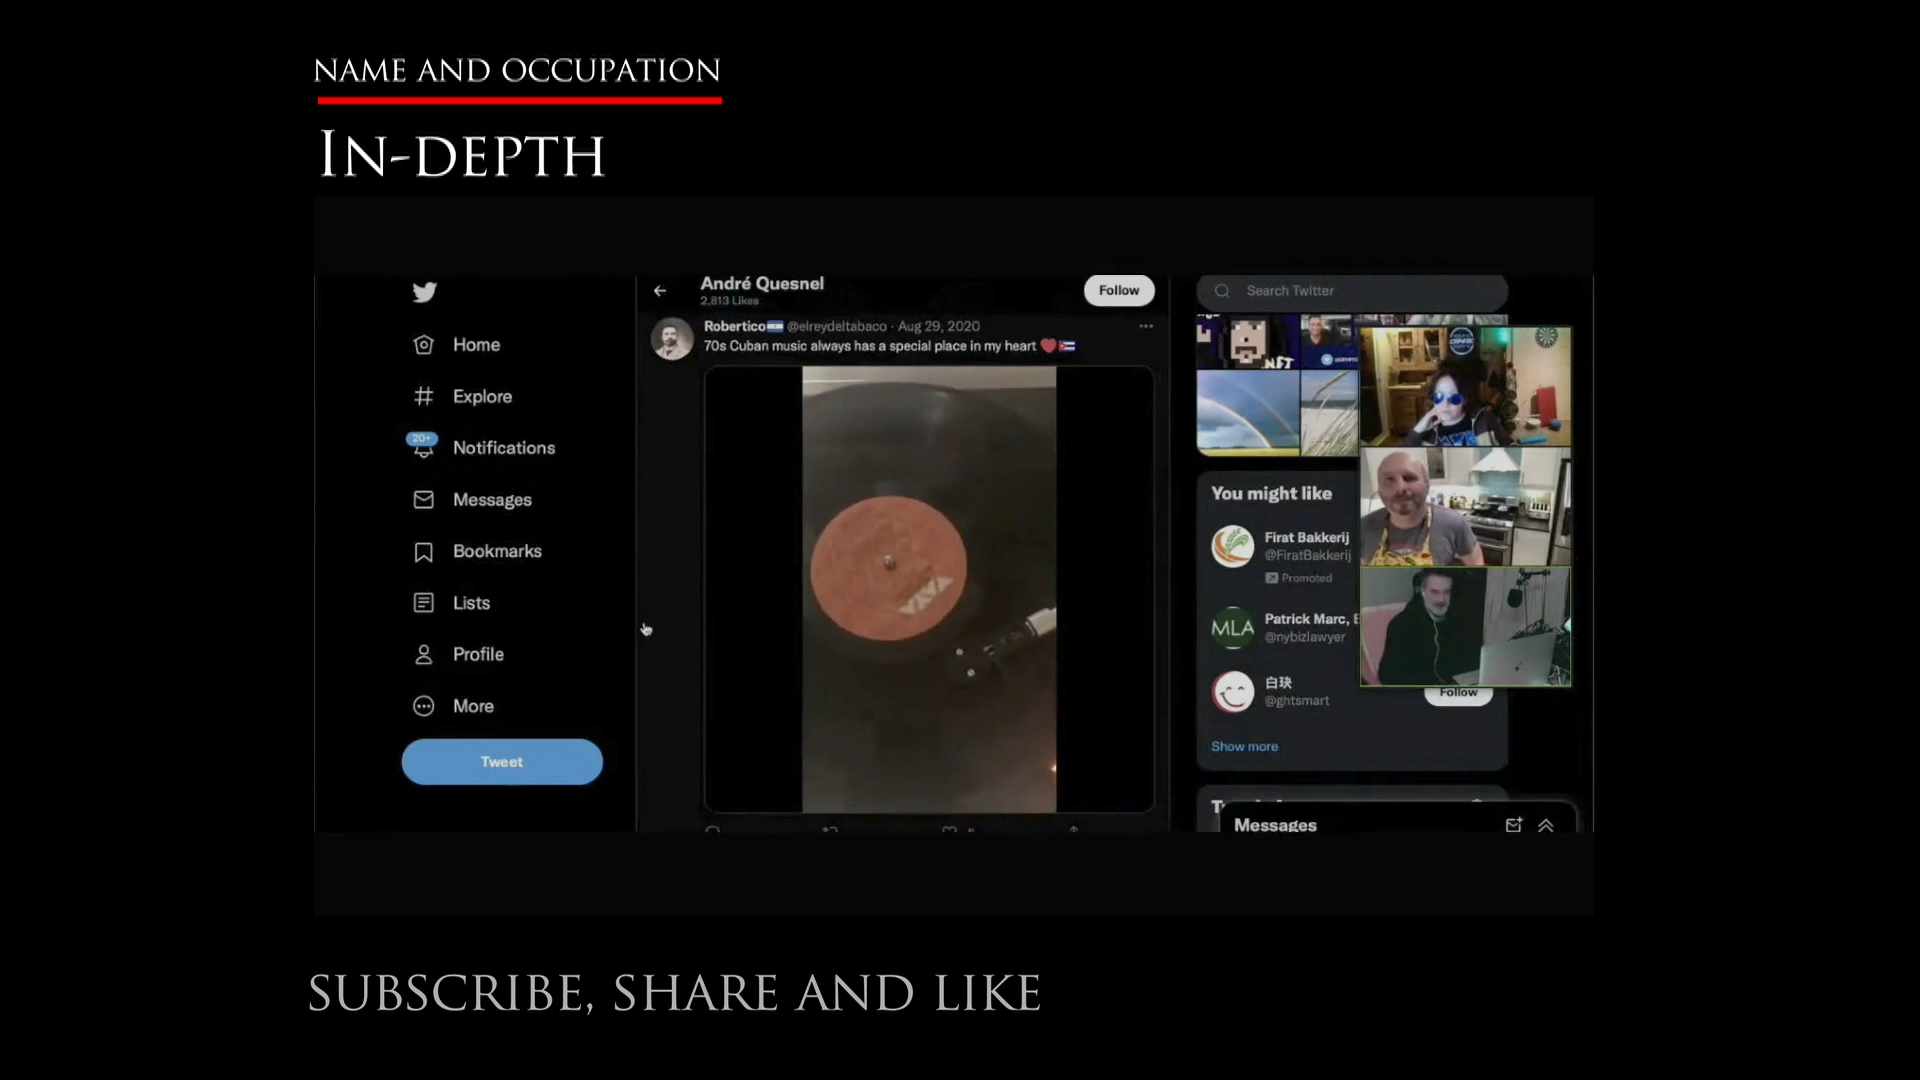 NAME AND OCCUPATION
IN-DEPTH
André Quesnel
2,813 Likes
Follow
Search Twitter
Robertico @elreydeltabaco · Aug 29, 2020
70s Cuban music always has a special place in my heart
Home
Explore
20+
Notifications
Messages
Bookmarks
Lists
Profile
More
Tweet
.NET
You might like
Firat Bakkerij
@FiratBakkerij
Promoted
MLA
Patrick Marc,
@nybizlawyer
白玦
@ghtsmart
Follow
Show more
Messages
SUBSCRIBE, SHARE AND LIKE